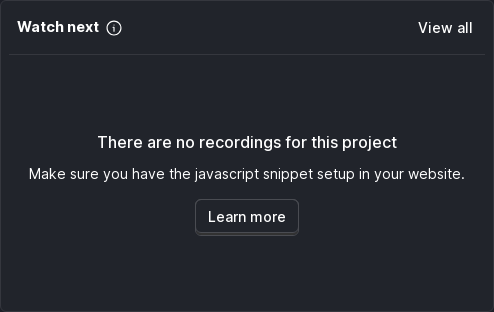 Watch next
View all
There are no recordings for this project
Make sure you have the javascript snippet setup in your website.
Learn more